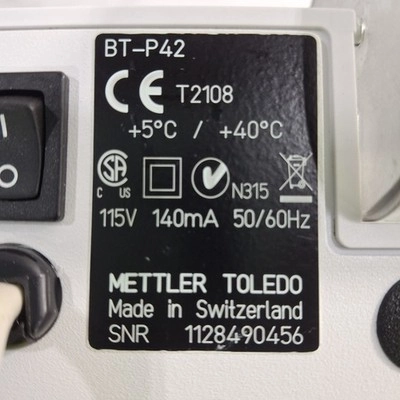 BT-P42
CE T2108
+5°C / +40°C
SA
C US N315
115V 140mA 50/60Hz
METTLER TOLEDO
Made in Switzerland
SNR 1128490456
I
O